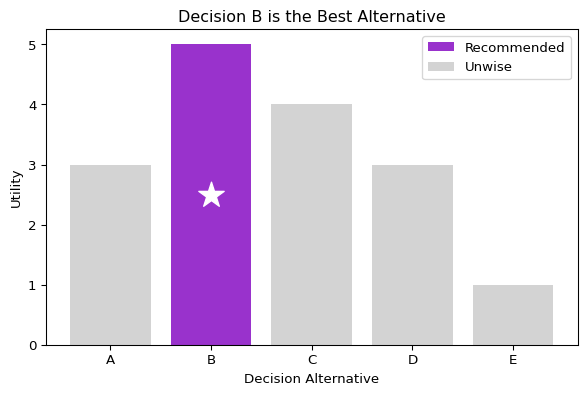 Decision B is the Best Alternative
Recommended
Unwise
5
4
3
2
1
0
Utility
A B C D E
Decision Alternative